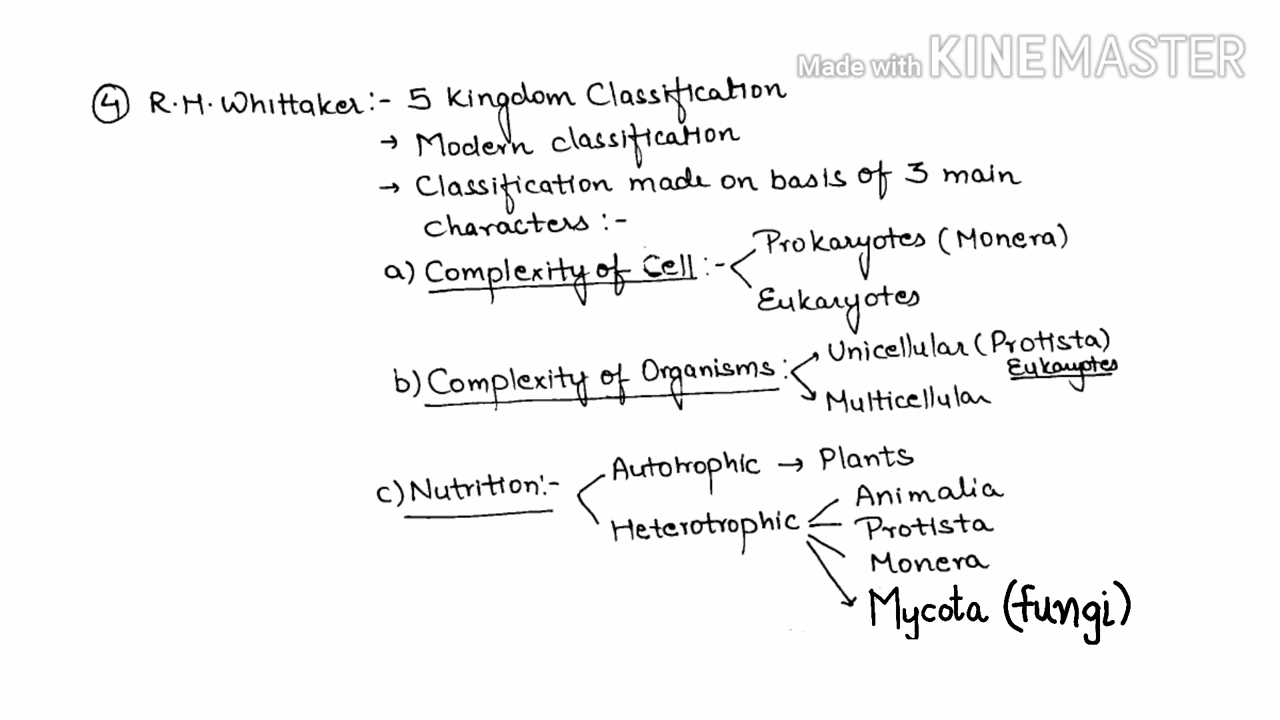 Made with KINEMASTER
4 R.H. Whittaker:- 5 Kingdom Classification
→ Modern classification
→ Classification made on basis of 3 main
characters:-
a) Complexity of Cell:- Prokaryotes (Monera)
Eukaryotes
b) Complexity of Organisms: Unicellular (Protista)
Eukaryotes
Multicellular
c) Nutrition:- Autotrophic → Plants
Heterotrophic Animalia
Protista
Monera
Mycota (fungi)